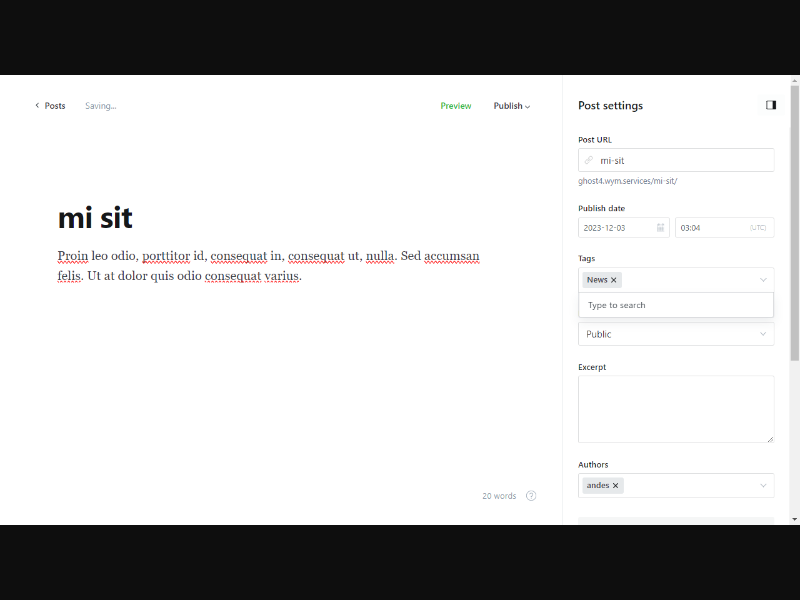 Posts
Saving...
Preview
Publish
Post settings
Post URL
mi-sit
ghost4.wym.services/mi-sit/
Publish date
2023-12-03
03:04
(UTC)
mi sit
Proin leo odio, porttitor id, consequat in, consequat ut, nulla. Sed accumsan
felis. Ut at dolor quis odio consequat varius.
Tags
News ×
Type to search
Public
Excerpt
Authors
andes ×
20 words
?